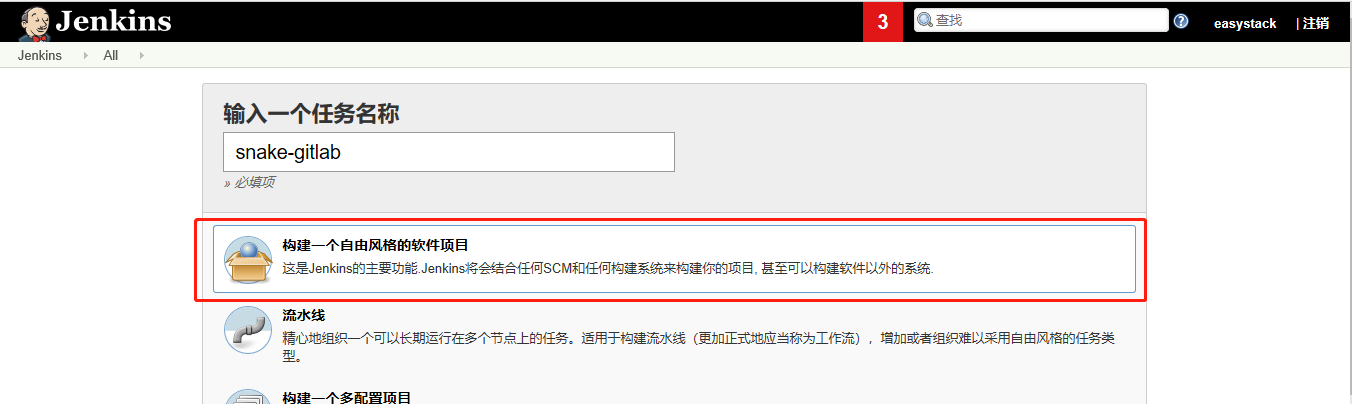 Jenkins
3
查找
easystack
| 注销
Jenkins
All
输入一个任务名称
snake-gitlab
» 必填项
构建一个自由风格的软件项目
这是Jenkins的主要功能.Jenkins将会结合任何SCM和任何构建系统来构建你的项目, 甚至可以构建软件以外的系统.
流水线
精心地组织一个可以长期运行在多个节点上的任务。适用于构建流水线（更加正式地应当称为工作流），增加或者组织难以采用自由风格的任务类
型。
构建一个多配置项目